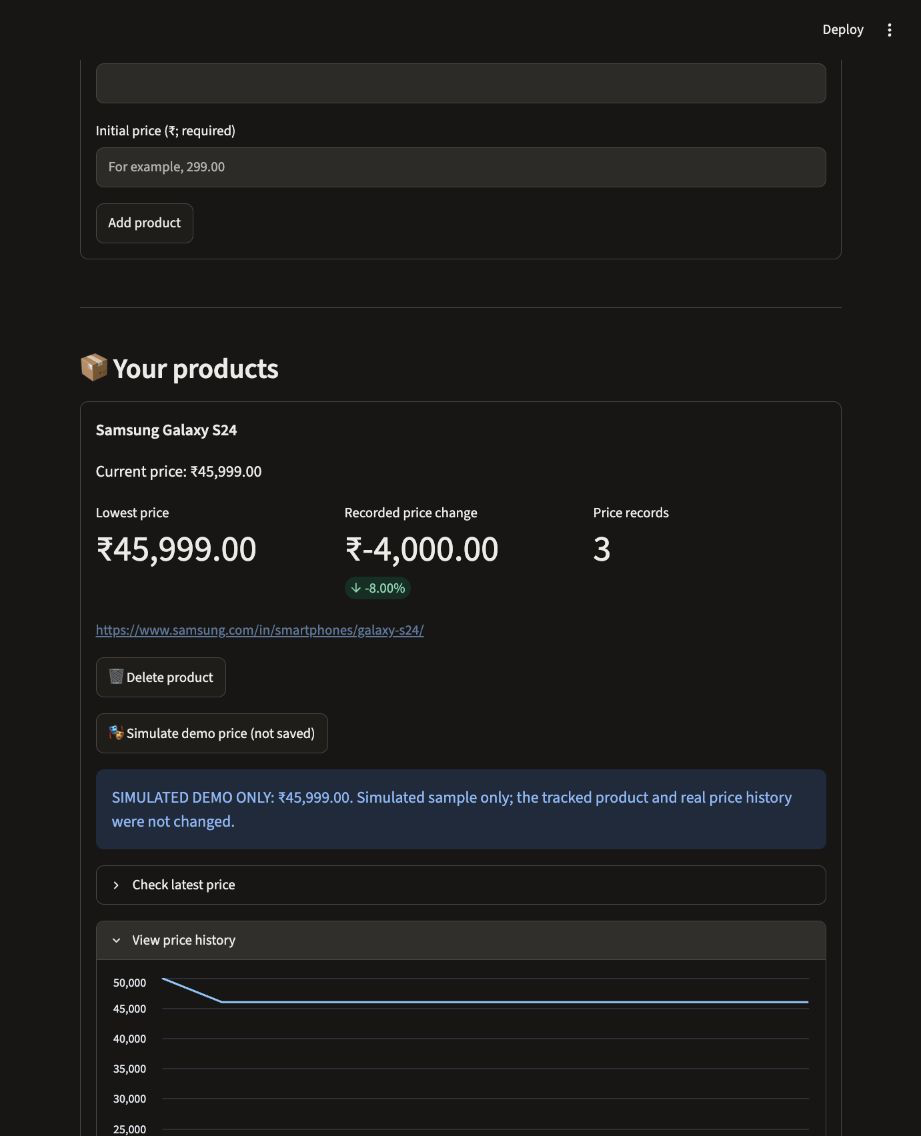 Deploy
Initial price (₹; required)
For example, 299.00
Add product
📦 Your products
Samsung Galaxy S24
Current price: ₹45,999.00
Lowest price
Recorded price change
Price records
₹45,999.00
₹-4,000.00
3
↓ -8.00%
https://www.samsung.com/in/smartphones/galaxy-s24/
🗑️ Delete product
Simulate demo price (not saved)
SIMULATED DEMO ONLY: ₹45,999.00. Simulated sample only; the tracked product and real price history
were not changed.
Check latest price
View price history
50,000
45,000
40,000
35,000
30,000
25,000